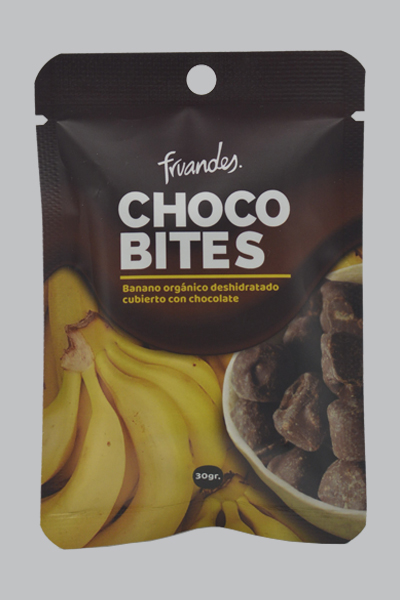 fruandes.
CHOCO
BITES
Banano orgánico deshidratado
cubierto con chocolate
30gr.